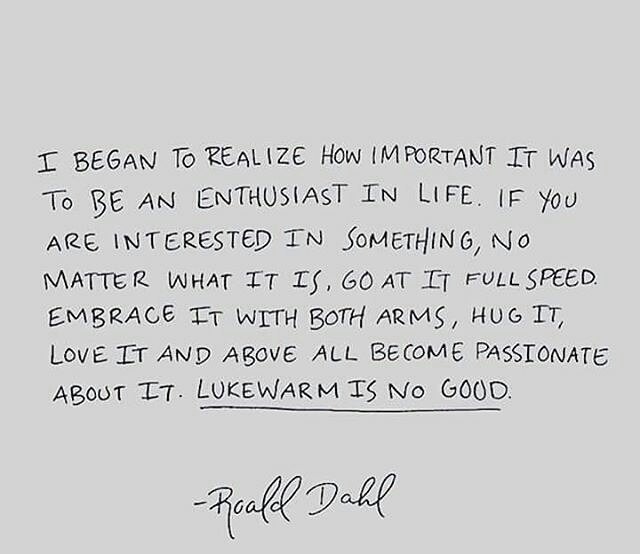 I BEGAN TO REALIZE HOW IMPORTANT IT WAS
TO BE AN ENTHUSIAST IN LIFE. IF YOU
ARE INTERESTED IN SOMETHING, NO
MATTER WHAT IT IS, GO AT IT FULL SPEED.
EMBRACE IT WITH BOTH ARMS, HUG IT,
LOVE IT AND ABOVE ALL BECOME PASSIONATE
ABOUT IT. LUKEWARM IS NO GOOD.
-Roald Dahl